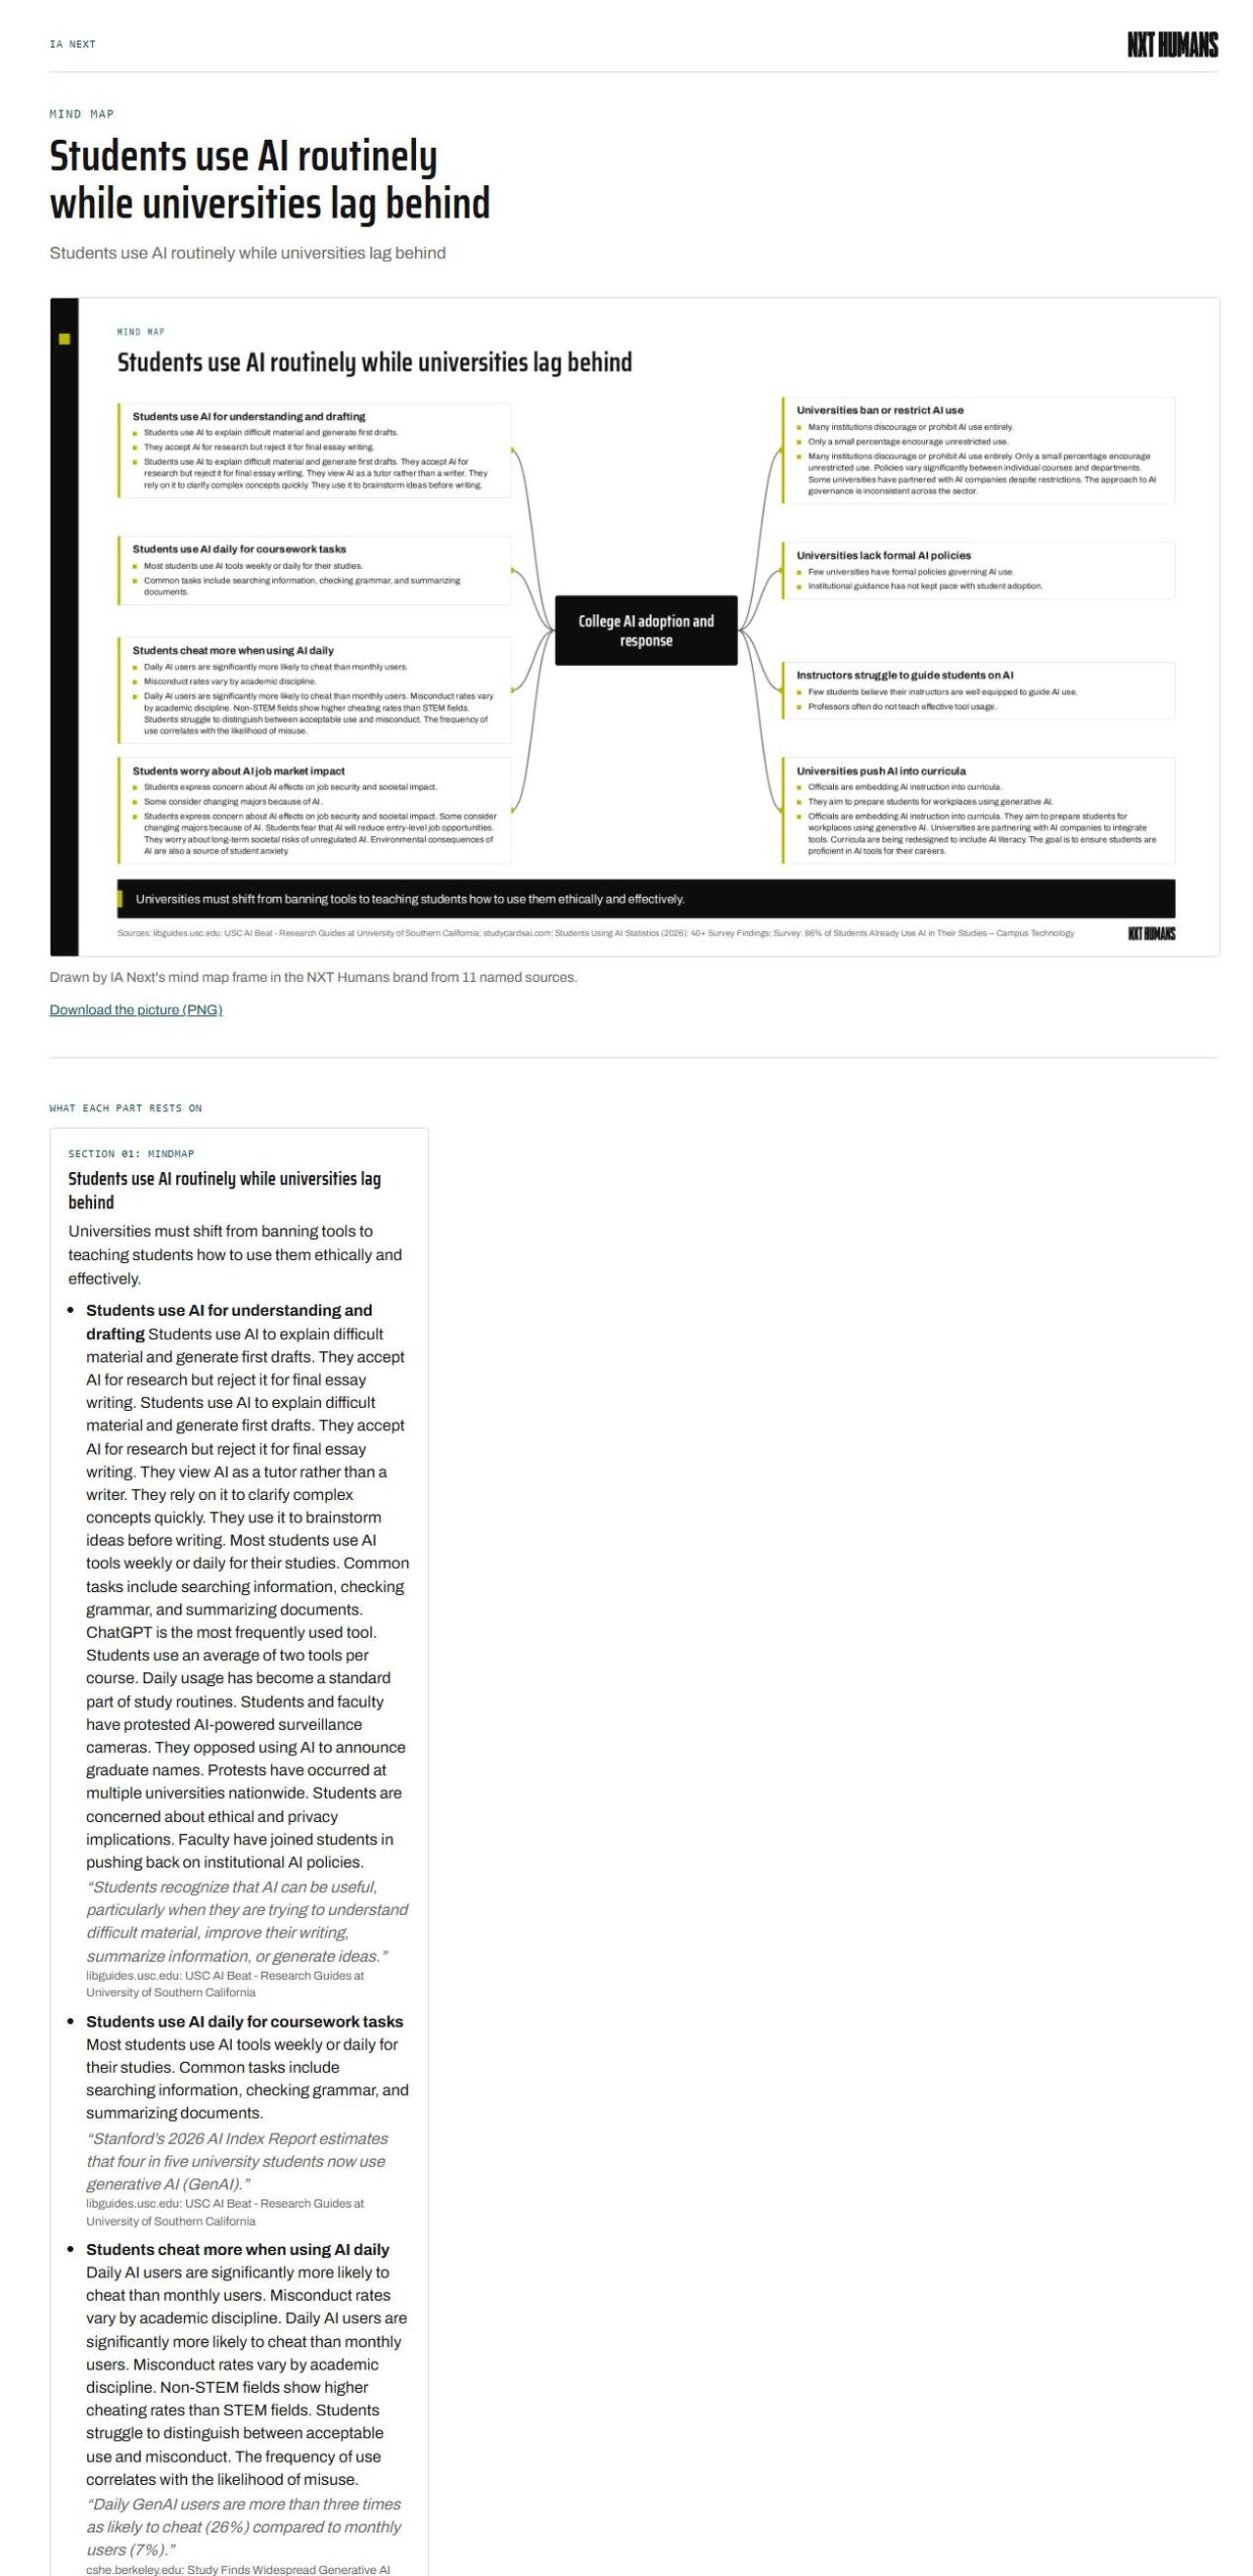 IA NEXT
NXT HUMANS
MIND MAP
Students use AI routinely
while universities lag behind
Students use AI routinely while universities lag behind
MIND MAP
Students use AI routinely while universities lag behind
Students use AI for understanding and drafting
Students use AI to explain difficult material and generate first drafts.
They accept AI for research but reject it for final essay writing.
Students use AI to explain difficult material and generate first drafts. They accept AI for
research but reject it for final essay writing. They view AI as a tutor rather than a writer. They
rely on it to clarify complex concepts quickly. They use it to brainstorm ideas before writing.
Students use AI daily for coursework tasks
Most students use AI tools weekly or daily for their studies.
Common tasks include searching information, checking grammar, and summarizing
documents.
Students cheat more when using AI daily
Daily AI users are significantly more likely to cheat than monthly users.
Misconduct rates vary by academic discipline.
Daily AI users are significantly more likely to cheat than monthly users. Misconduct rates vary
by academic discipline. Non-STEM fields show higher cheating rates than STEM fields.
Students struggle to distinguish between acceptable use and misconduct. The frequency of
use correlates with the likelihood of misuse.
Students worry about AI job market impact
Students express concern about AI effects on job security and societal impact.
Some consider changing majors because of AI.
Students express concern about AI effects on job security and societal impact. Some consider
changing majors because of AI. Students fear that AI will reduce entry-level job opportunities.
They worry about long-term societal risks of unregulated AI. Environmental consequences of
AI are also a source of student anxiety.
College AI adoption and
response
Universities ban or restrict AI use
Many institutions discourage or prohibit AI use entirely.
Only a small percentage encourage unrestricted use.
Many institutions discourage or prohibit AI use entirely. Only a small percentage encourage
unrestricted use. Policies vary significantly between individual courses and departments.
Some universities have partnered with AI companies despite restrictions. The approach to AI
governance is inconsistent across the sector.
Universities lack formal AI policies
Few universities have formal policies governing AI use.
Institutional guidance has not kept pace with student adoption.
Instructors struggle to guide students on AI
Few students believe their instructors are well equipped to guide AI use.
Professors often do not teach effective tool usage.
Universities push AI into curricula
Officials are embedding AI instruction into curricula.
They aim to prepare students for workplaces using generative AI.
Officials are embedding AI instruction into curricula. They aim to prepare students for
workplaces using generative AI. Universities are partnering with AI companies to integrate
tools. Curricula are being redesigned to include AI literacy. The goal is to ensure students are
proficient in AI tools for their careers.
Universities must shift from banning tools to teaching students how to use them ethically and effectively.
Sources: libguides.usc.edu: USC AI Beat - Research Guides at University of Southern California; studycardsai.com: Students Using AI Statistics (2026): 40+ Survey Findings; Survey: 86% of Students Already Use AI in Their Studies -- Campus Technology
NXT HUMANS
Drawn by IA Next's mind map frame in the NXT Humans brand from 11 named sources.
Download the picture (PNG)
WHAT EACH PART RESTS ON
SECTION 01: MINDMAP
Students use AI routinely while universities lag
behind
Universities must shift from banning tools to
teaching students how to use them ethically and
effectively.
Students use AI for understanding and
drafting Students use AI to explain difficult
material and generate first drafts. They accept
AI for research but reject it for final essay
writing. Students use AI to explain difficult
material and generate first drafts. They accept
AI for research but reject it for final essay
writing. They view AI as a tutor rather than a
writer. They rely on it to clarify complex
concepts quickly. They use it to brainstorm
ideas before writing. Most students use AI
tools weekly or daily for their studies. Common
tasks include searching information, checking
grammar, and summarizing documents.
ChatGPT is the most frequently used tool.
Students use an average of two tools per
course. Daily usage has become a standard
part of study routines. Students and faculty
have protested AI-powered surveillance
cameras. They opposed using AI to announce
graduate names. Protests have occurred at
multiple universities nationwide. Students are
concerned about ethical and privacy
implications. Faculty have joined students in
pushing back on institutional AI policies.
“Students recognize that AI can be useful,
particularly when they are trying to understand
difficult material, improve their writing,
summarize information, or generate ideas.”
libguides.usc.edu: USC AI Beat - Research Guides at
University of Southern California
Students use AI daily for coursework tasks
Most students use AI tools weekly or daily for
their studies. Common tasks include
searching information, checking grammar, and
summarizing documents.
“Stanford’s 2026 AI Index Report estimates
that four in five university students now use
generative AI (GenAI).”
libguides.usc.edu: USC AI Beat - Research Guides at
University of Southern California
Students cheat more when using AI daily
Daily AI users are significantly more likely to
cheat than monthly users. Misconduct rates
vary by academic discipline. Daily AI users are
significantly more likely to cheat than monthly
users. Misconduct rates vary by academic
discipline. Non-STEM fields show higher
cheating rates than STEM fields. Students
struggle to distinguish between acceptable
use and misconduct. The frequency of use
correlates with the likelihood of misuse.
“Daily GenAI users are more than three times
as likely to cheat (26%) compared to monthly
users (7%).”
cshe.berkeley.edu: Study Finds Widespread Generative AI